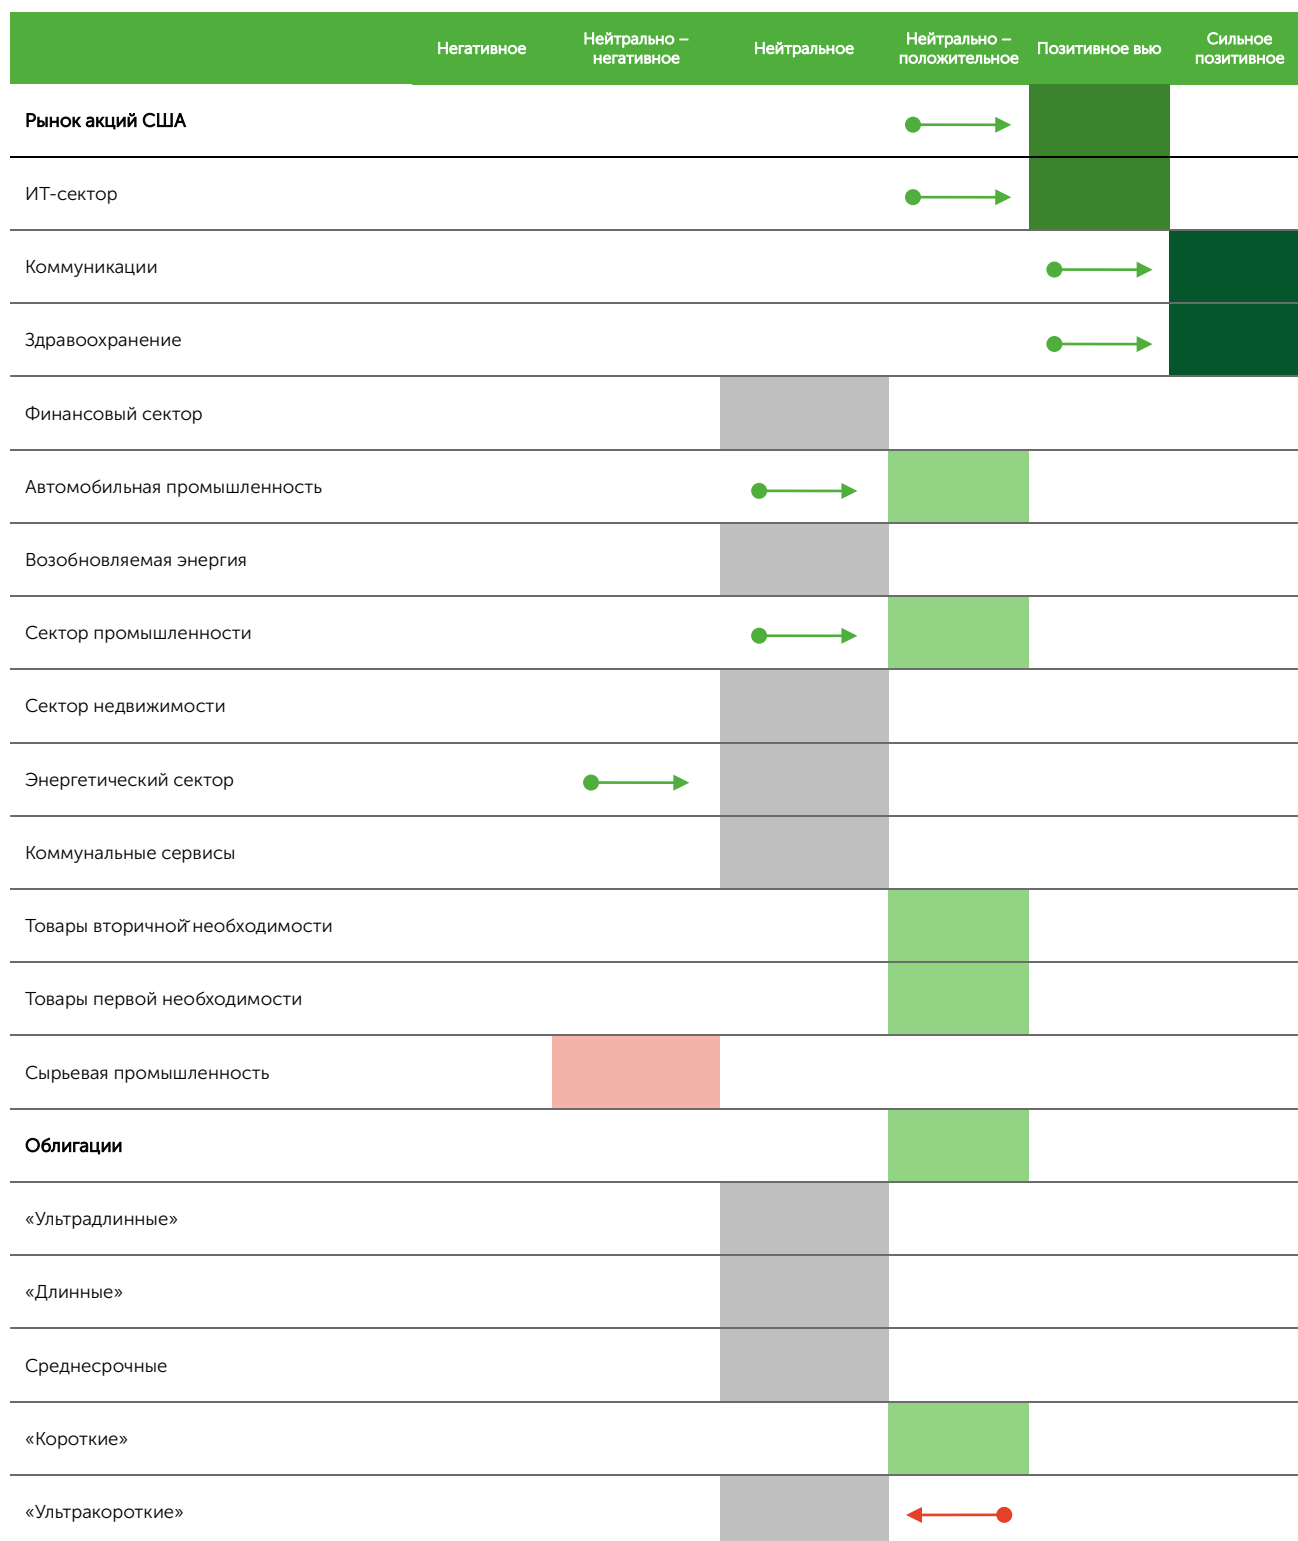 Негативное
Нейтрально –
негативное
Нейтральное
Нейтрально –
положительное
Позитивное вью
Сильное
позитивное
Рынок акций США
ИТ-сектор
Коммуникации
Здравоохранение
Финансовый сектор
Автомобильная промышленность
Возобновляемая энергия
Сектор промышленности
Сектор недвижимости
Энергетический сектор
Коммунальные сервисы
Товары вторичной необходимости
Товары первой необходимости
Сырьевая промышленность
Облигации
«Ультрадлинные»
«Длинные»
Среднесрочные
«Короткие»
«Ультракороткие»